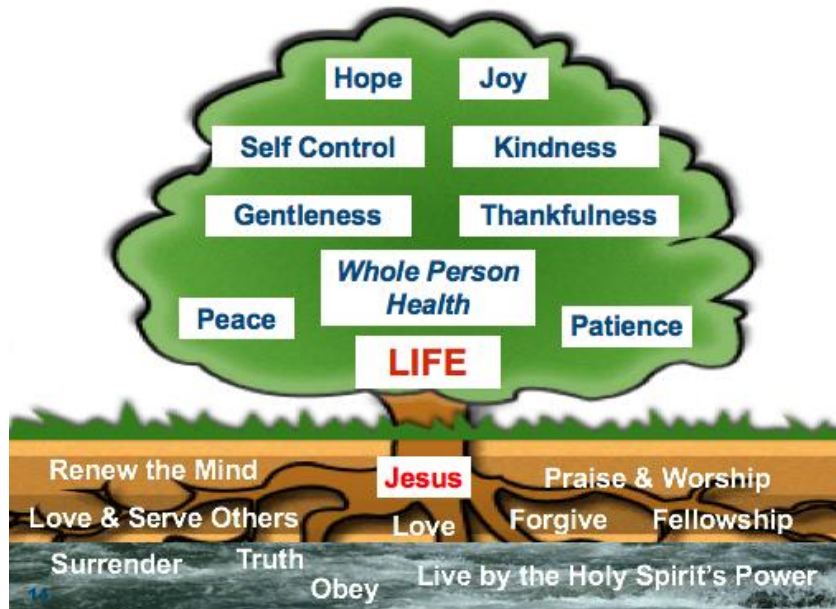 Hope Joy
Self Control Kindness
Gentleness Thankfulness
Whole Person
Health
Peace Patience
LIFE
Renew the Mind Jesus Praise & Worship
Love & Serve Others Love Forgive Fellowship
Surrender Truth
Obey Live by the Holy Spirit's Power
14